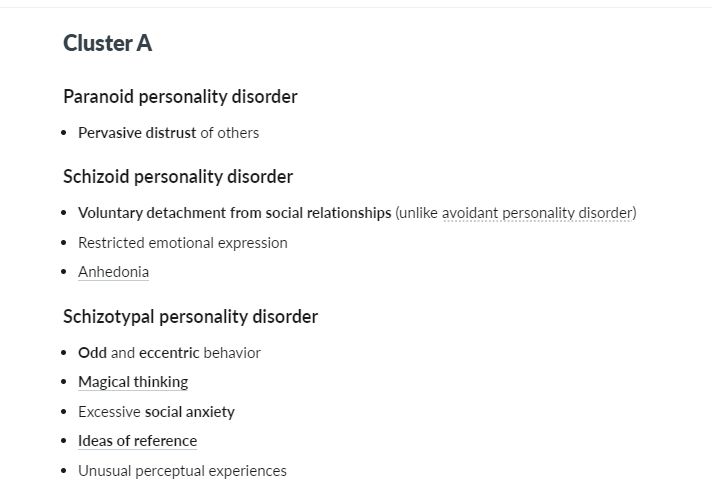 Cluster A
Paranoid personality disorder
• Pervasive distrust of others
Schizoid personality disorder
• Voluntary detachment from social relationships (unlike avoidant personality disorder)
• Restricted emotional expression
• Anhedonia
Schizotypal personality disorder
• Odd and eccentric behavior
• Magical thinking
• Excessive social anxiety
• Ideas of reference
• Unusual perceptual experiences